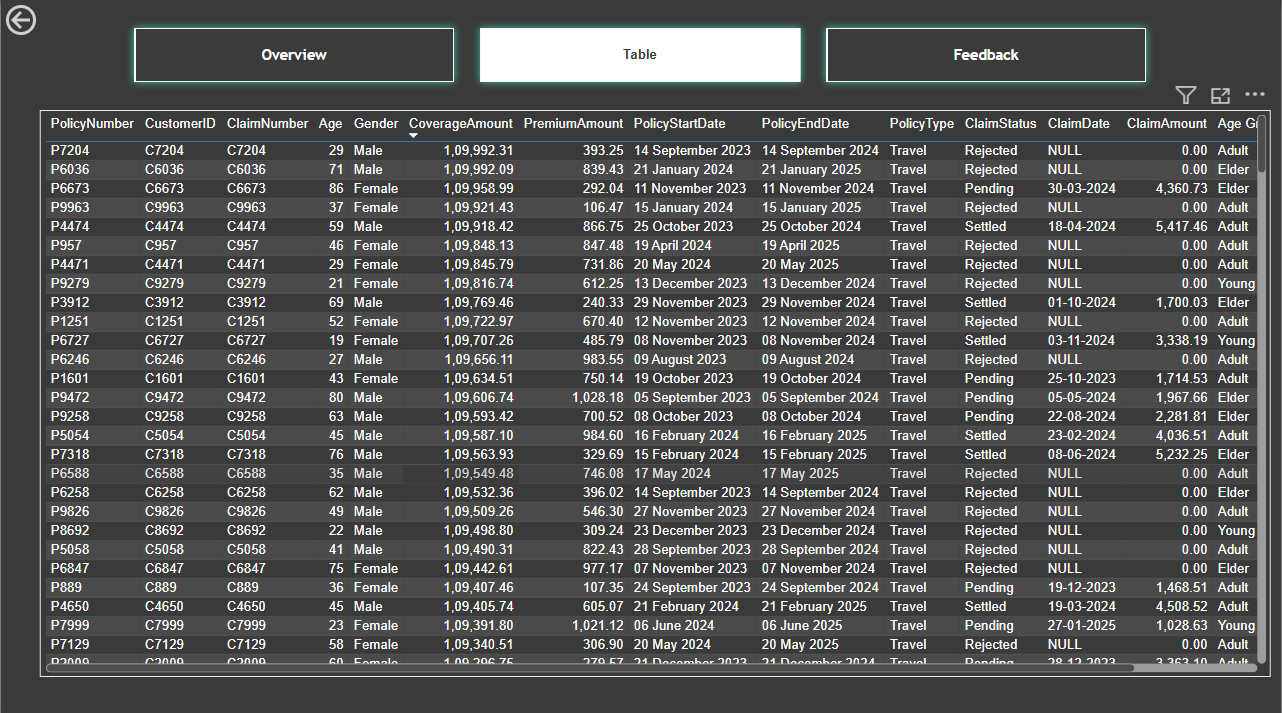 Overview Table Feedback
PolicyNumber CustomerID ClaimNumber Age Gender CoverageAmount PremiumAmount PolicyStartDate PolicyEndDate PolicyType ClaimStatus ClaimDate ClaimAmount Age
P7204 C7204 C7204 29 Male 1,09,992.31 393.25 14 September 2023 14 September 2024 Travel Rejected NULL 0.00 Adult
P6036 C6036 C6036 71 Male 1,09,992.09 839.43 21 January 2024 21 January 2025 Travel Rejected NULL 0.00 Elder
P6673 C6673 C6673 86 Female 1,09,958.99 292.04 11 November 2023 11 November 2024 Travel Pending 30-03-2024 4,360.73 Elder
P9963 C9963 C9963 37 Female 1,09,921.43 106.47 15 January 2024 15 January 2025 Travel Rejected NULL 0.00 Adult
P4474 C4474 C4474 59 Male 1,09,918.42 866.75 25 October 2023 25 October 2024 Travel Settled 18-04-2024 5,417.46 Adult
P957 C957 C957 46 Female 1,09,848.13 847.48 19 April 2024 19 April 2025 Travel Rejected NULL 0.00 Adult
P4471 C4471 C4471 29 Female 1,09,845.79 731.86 20 May 2024 20 May 2025 Travel Rejected NULL 0.00 Adult
P9279 C9279 C9279 21 Female 1,09,816.74 612.25 13 December 2023 13 December 2024 Travel Rejected NULL 0.00 Young
P3912 C3912 C3912 69 Male 1,09,769.46 240.33 29 November 2023 29 November 2024 Travel Settled 01-10-2024 1,700.03 Elder
P1251 C1251 C1251 52 Female 1,09,722.97 670.40 12 November 2023 12 November 2024 Travel Rejected NULL 0.00 Adult
P6727 C6727 C6727 19 Female 1,09,707.26 485.79 08 November 2023 08 November 2024 Travel Settled 03-11-2024 3,338.19 Young
P6246 C6246 C6246 27 Male 1,09,656.11 983.55 09 August 2023 09 August 2024 Travel Rejected NULL 0.00 Adult
P1601 C1601 C1601 43 Female 1,09,634.51 750.14 19 October 2023 19 October 2024 Travel Pending 25-10-2023 1,714.53 Adult
P9472 C9472 C9472 80 Male 1,09,606.74 1,028.18 05 September 2023 05 September 2024 Travel Pending 05-05-2024 1,967.66 Elder
P9258 C9258 C9258 63 Male 1,09,593.42 700.52 08 October 2023 08 October 2024 Travel Pending 22-08-2024 2,281.81 Elder
P5054 C5054 C5054 45 Male 1,09,587.10 984.60 16 February 2024 16 February 2025 Travel Settled 23-02-2024 4,036.51 Adult
P7318 C7318 C7318 76 Male 1,09,563.93 329.69 15 February 2024 15 February 2025 Travel Settled 08-06-2024 5,232.25 Elder
P6588 C6588 C6588 35 Male 1,09,549.48 746.08 17 May 2024 17 May 2025 Travel Rejected NULL 0.00 Adult
P6258 C6258 C6258 62 Male 1,09,532.36 396.02 14 September 2023 14 September 2024 Travel Rejected NULL 0.00 Elder
P9826 C9826 C9826 49 Male 1,09,509.26 546.30 27 November 2023 27 November 2024 Travel Rejected NULL 0.00 Adult
P8692 C8692 C8692 22 Male 1,09,498.80 309.24 23 December 2023 23 December 2024 Travel Rejected NULL 0.00 Young
P5058 C5058 C5058 41 Male 1,09,490.31 822.43 28 September 2023 28 September 2024 Travel Rejected NULL 0.00 Adult
P6847 C6847 C6847 75 Female 1,09,442.61 977.17 07 November 2023 07 November 2024 Travel Rejected NULL 0.00 Elder
P889 C889 C889 36 Female 1,09,407.46 107.35 24 September 2023 24 September 2024 Travel Pending 19-12-2023 1,468.51 Adult
P4650 C4650 C4650 45 Male 1,09,405.74 605.07 21 February 2024 21 February 2025 Travel Settled 19-03-2024 4,508.52 Adult
P7999 C7999 C7999 23 Female 1,09,391.80 1,021.12 06 June 2024 06 June 2025 Travel Pending 27-01-2025 1,028.63 Young
P7129 C7129 C7129 58 Female 1,09,340.51 306.90 20 May 2024 20 May 2025 Travel Rejected NULL 0.00 Adult